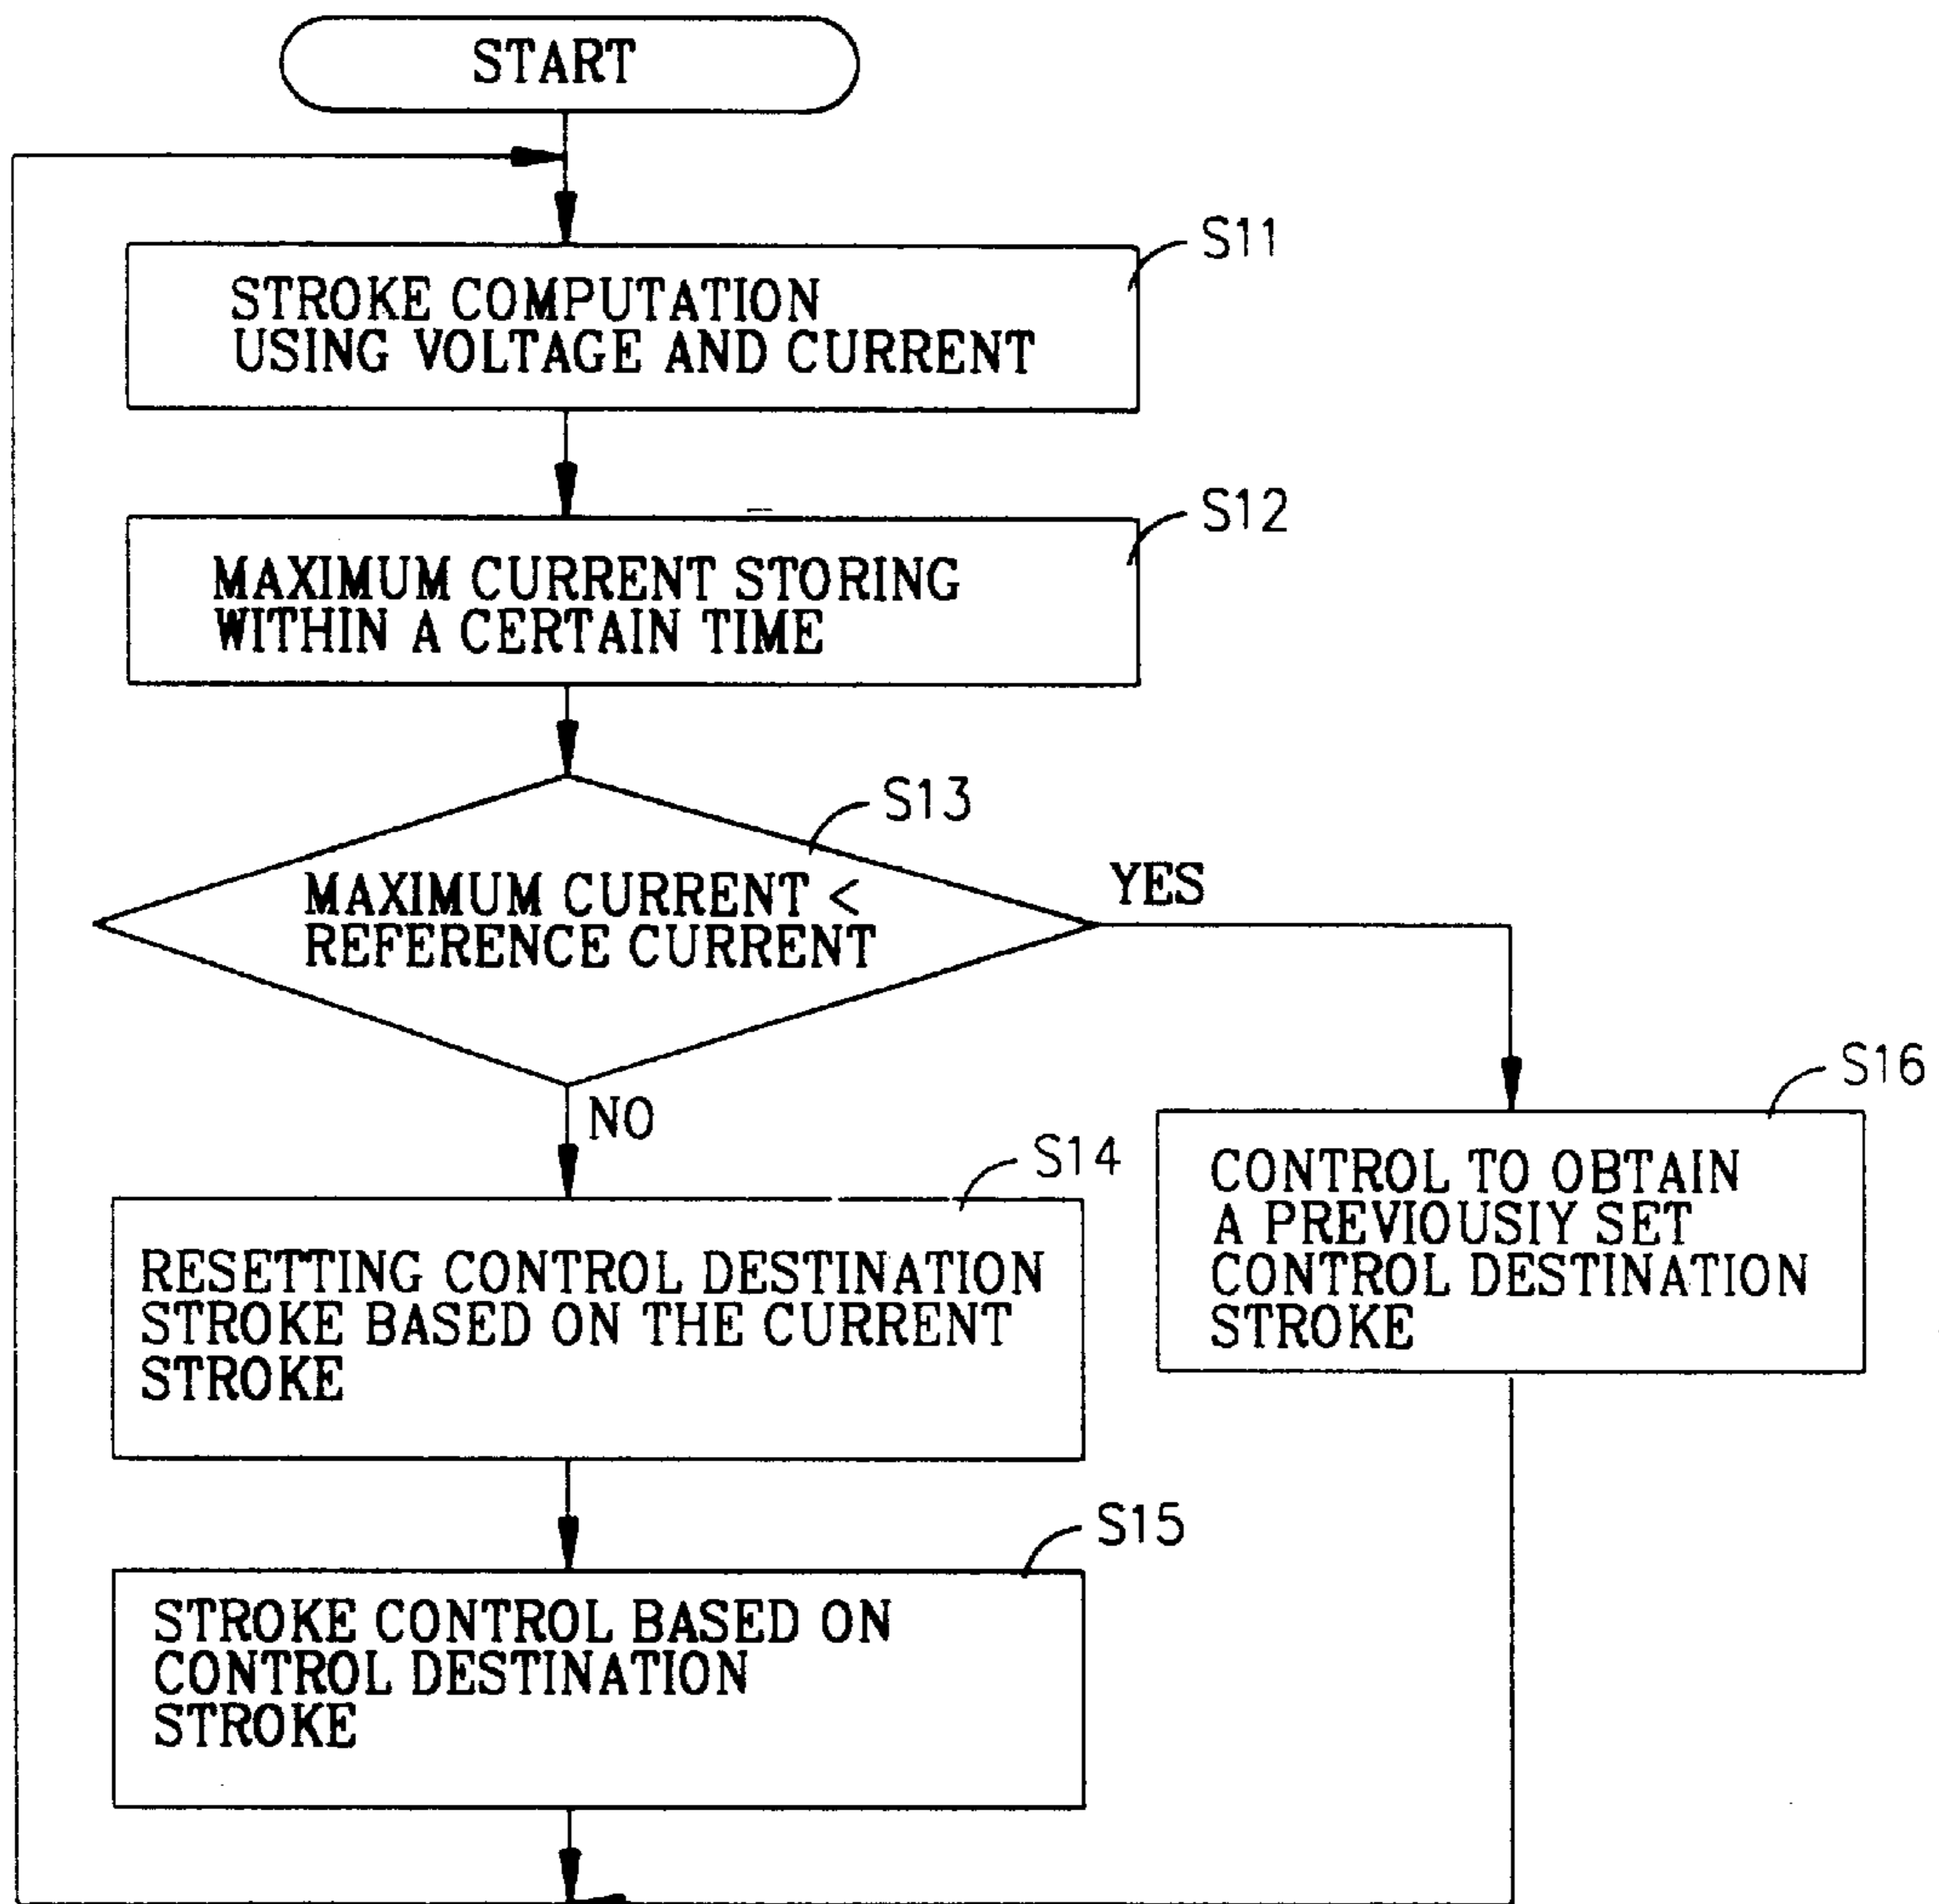 START
S11
STROKE COMPUTATION
USING VOLTAGE AND CURRENT
S12
MAXIMUM CURRENT STORING
WITHIN A CERTAIN TIME
S13
MAXIMUM CURRENT <
REFERENCE CURRENT
YES
NO
S14
RESETTING CONTROL DESTINATION
STROKE BASED ON THE CURRENT
STROKE
S16
CONTROL TO OBTAIN
A PREVIOUSIY SET
CONTROL DESTINATION
STROKE
S15
STROKE CONTROL BASED ON
CONTROL DESTINATION
STROKE